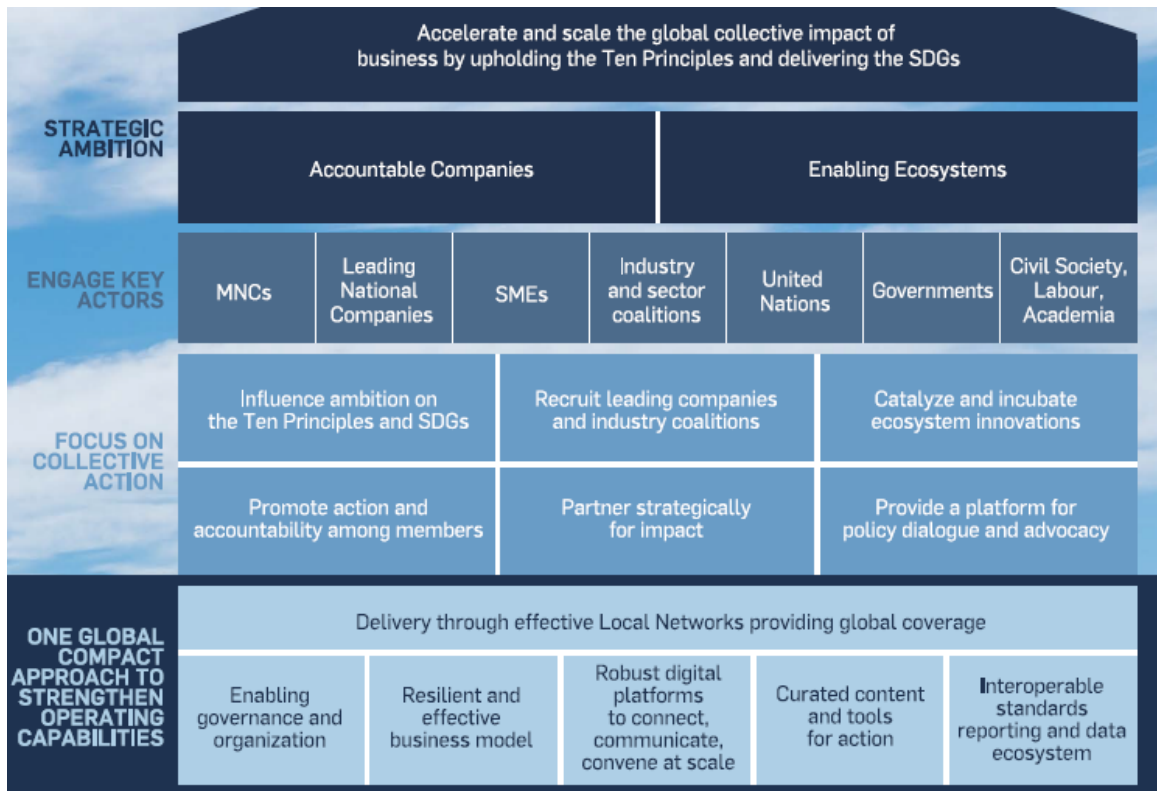 Accelerate and scale the global collective impact of
business by upholding the Ten Principles and delivering the SDGs
STRATEGIC
AMBITION
Accountable Companies
Enabling Ecosystems
ENGAGE KEY
ACTORS
MNCs
Leading
National
Companies
SMEs
Industry
and sector
coalitions
United
Nations
Governments
Civil Society,
Labour,
Academia
FOCUS ON
COLLECTIVE
ACTION
Influence ambition on
the Ten Principles and SDGs
Recruit leading companies
and industry coalitions
Catalyze and incubate
ecosystem innovations
Promote action and
accountability among members
Partner strategically
for impact
Provide a platform for
policy dialogue and advocacy
ONE GLOBAL
COMPACT
APPROACH TO
STRENGTHEN
OPERATING
CAPABILITIES
Delivery through effective Local Networks providing global coverage
Enabling
governance and
organization
Resilient and
effective
business model
Robust digital
platforms
to connect,
communicate,
convene at scale
Curated content
and tools
for action
Interoperable
standards
reporting and data
ecosystem